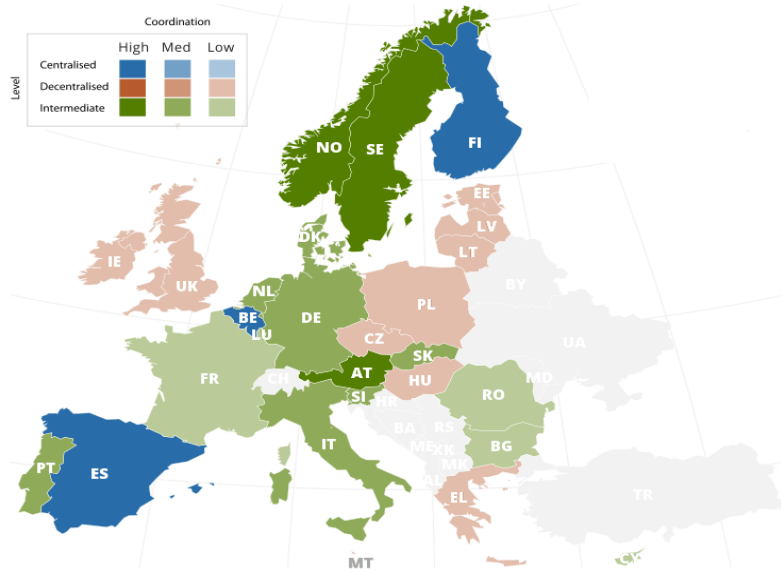 Coordination
High Med Low
Level
Centralised
Decentralised
Intermediate
NO
SE
FI
EE
LV
LT
DK
IE
UK
NL
BE
LU
DE
PL
BY
CZ
UA
SK
AT
CH
FR
HU
SI
HR
RO
MD
BA
RS
IT
ME
XK
BG
MK
AL
PT
ES
EL
TR
CY
MT